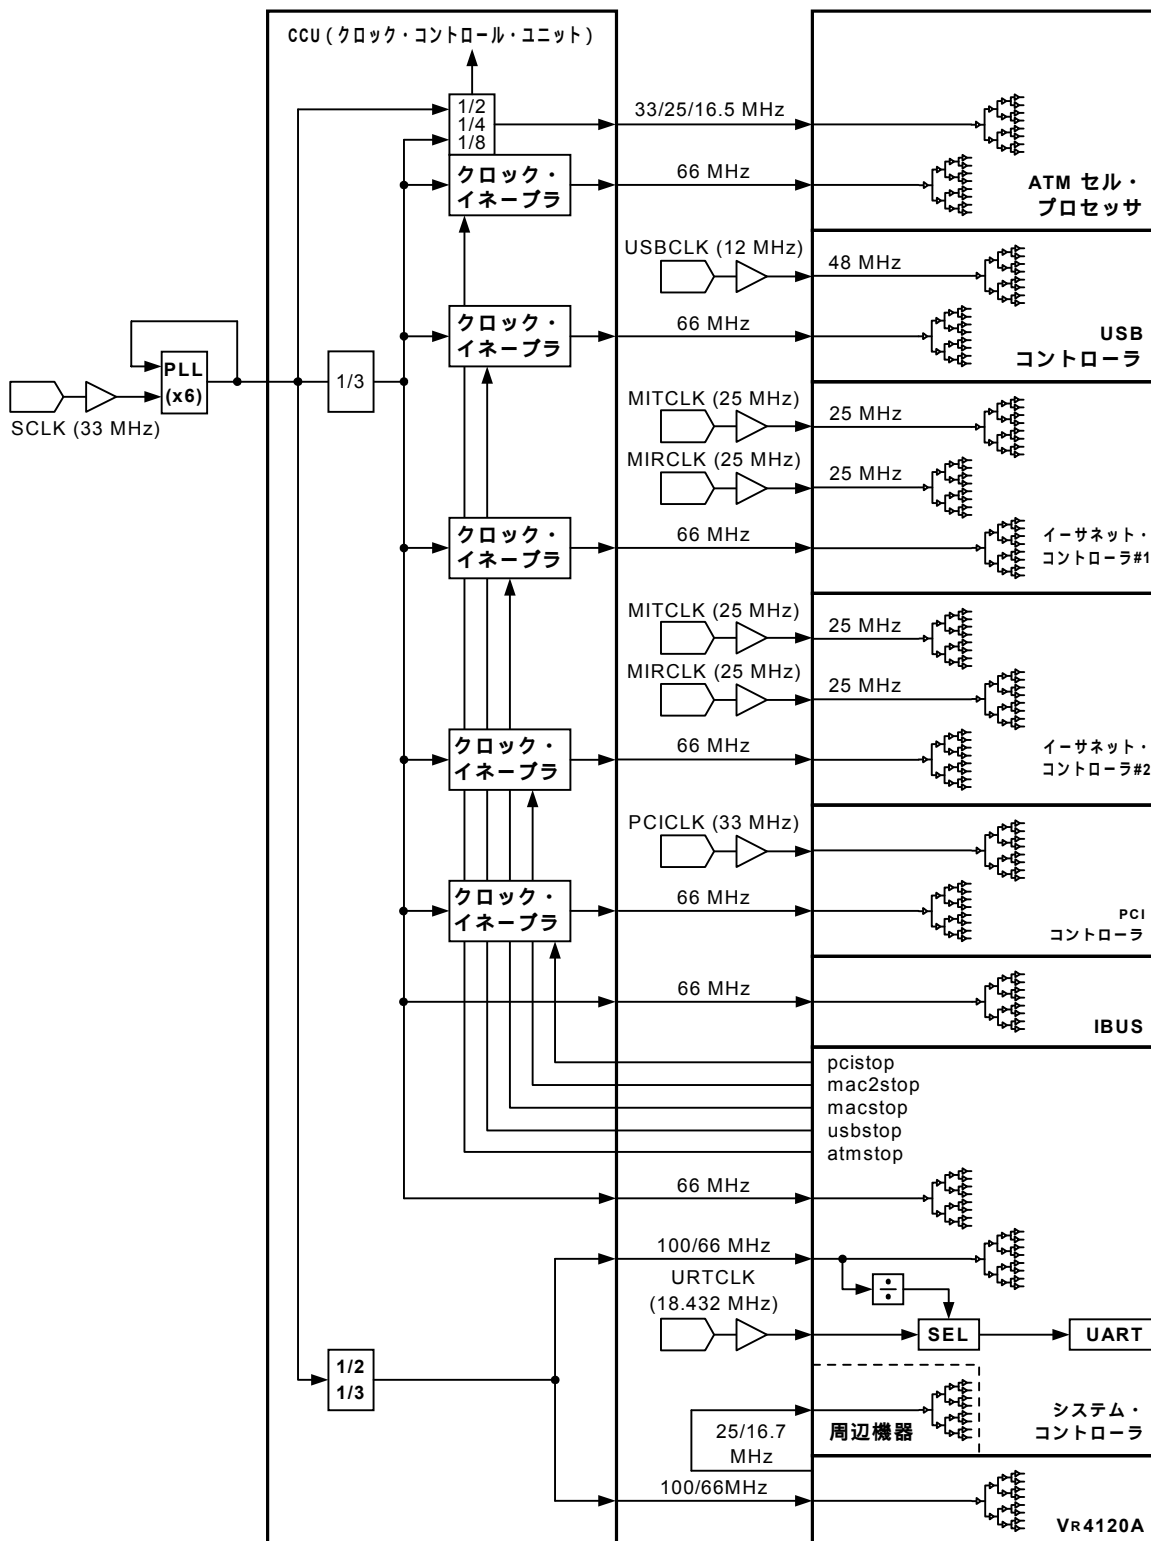 CCU（クロック・コントロール・ユニット）
1/2
1/4
1/8
33/25/16.5 MHz
クロック・
イネーブラ
66 MHz
ATM セル・
プロセッサ
USBCLK (12 MHz)
48 MHz
クロック・
イネーブラ
66 MHz
USB
コントローラ
PLL
(x6)
1/3
SCLK (33 MHz)
MITCLK (25 MHz)
25 MHz
MIRCLK (25 MHz)
25 MHz
クロック・
イネーブラ
66 MHz
イーサネット・
コントローラ#1
MITCLK (25 MHz)
25 MHz
MIRCLK (25 MHz)
25 MHz
クロック・
イネーブラ
66 MHz
イーサネット・
コントローラ#2
PCICLK (33 MHz)
クロック・
イネーブラ
66 MHz
PCI
コントローラ
66 MHz
IBUS
pcistop
mac2stop
macstop
usbstop
atmstop
66 MHz
100/66 MHz
URTCLK
(18.432 MHz)
÷
SEL
UART
1/2
1/3
25/16.7
MHz
周辺機器
システム・
コントローラ
100/66MHz
VR4120A